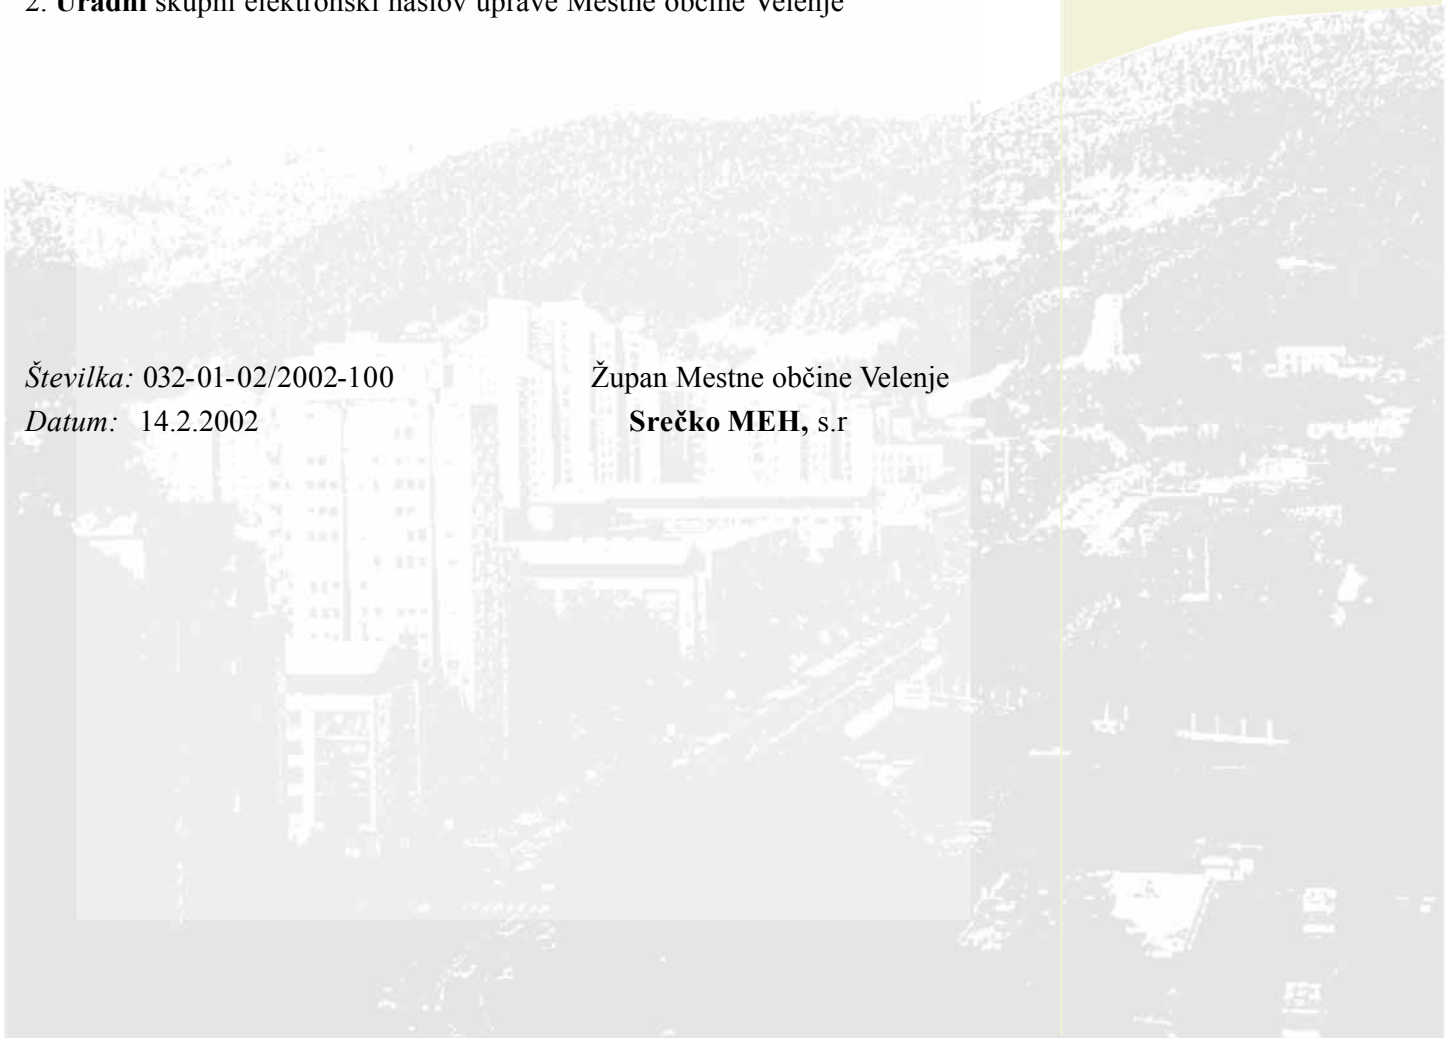 2. Uradni skupni elektronski naslov uprave Mestne občine Velenje
Številka: 032-01-02/2002-100 Župan Mestne občine Velenje
Datum: 14.2.2002 Srečko MEH, s.r